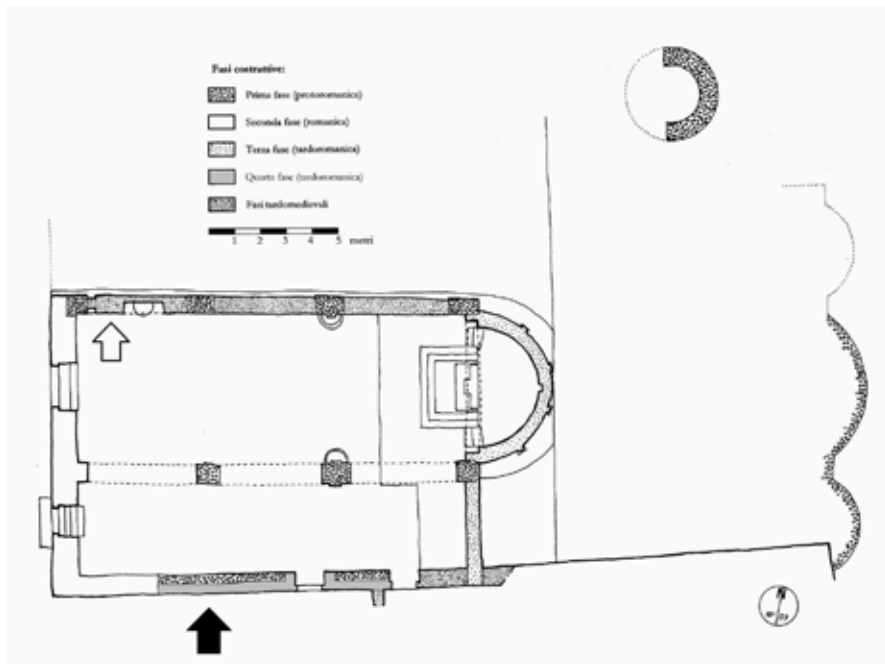 Fasi costruttive:
Prima fase (protoromanica)
Seconda fase (romanica)
Terza fase (tardoromanica)
Quarta fase (tardoromanica)
Fasi tardomedievali
1 2 3 4 5 metri
N